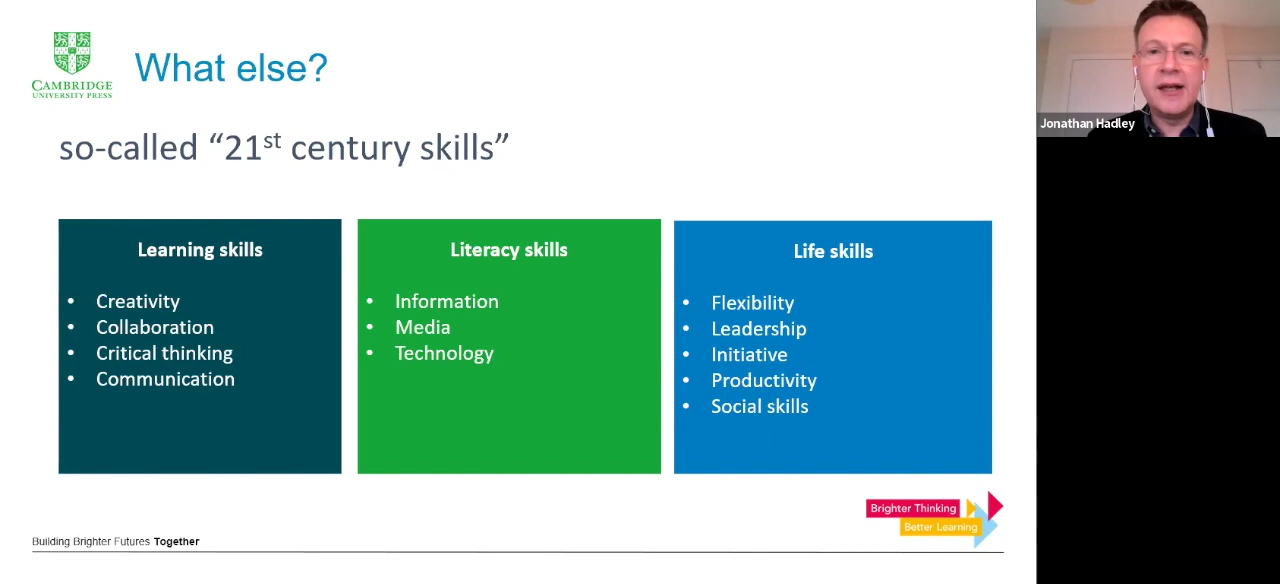 CAMBRIDGE
UNIVERSITY PRESS
What else?
so-called “21st century skills”
Learning skills
• Creativity
• Collaboration
• Critical thinking
• Communication
Literacy skills
• Information
• Media
• Technology
Life skills
• Flexibility
• Leadership
• Initiative
• Productivity
• Social skills
Brighter Thinking
Better Learning
Building Brighter Futures Together
Jonathan Hadley